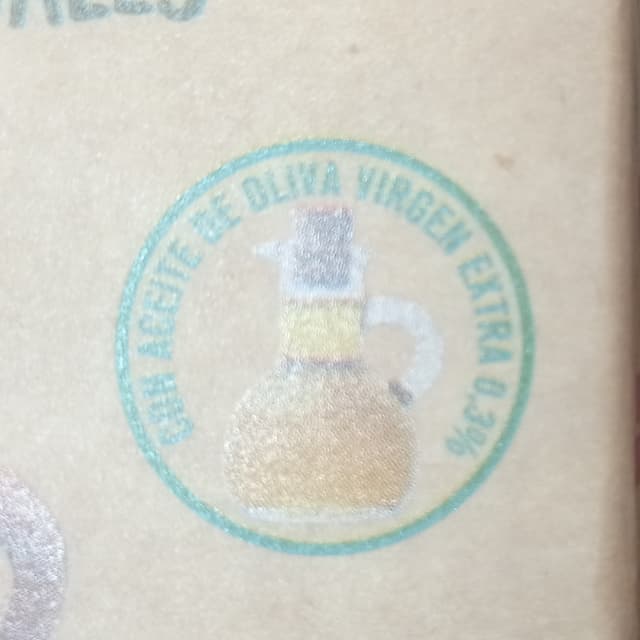 CON ACEITE DE OLIVA VIRGEN EXTRA 0,3%